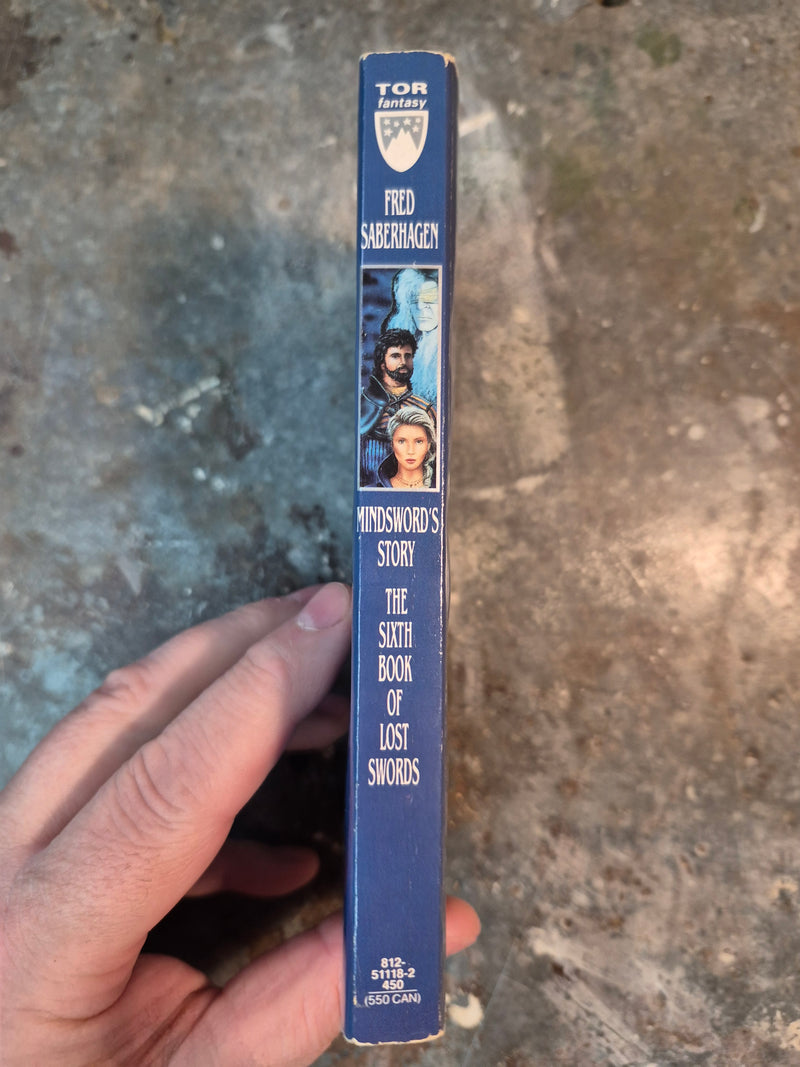 TOR
fantasy
FRED
SABERHAGEN
MINDSWORD'S
STORY
THE
SIXTH
BOOK
OF
LOST
SWORDS
812-
51118-2
450
(550 CAN)